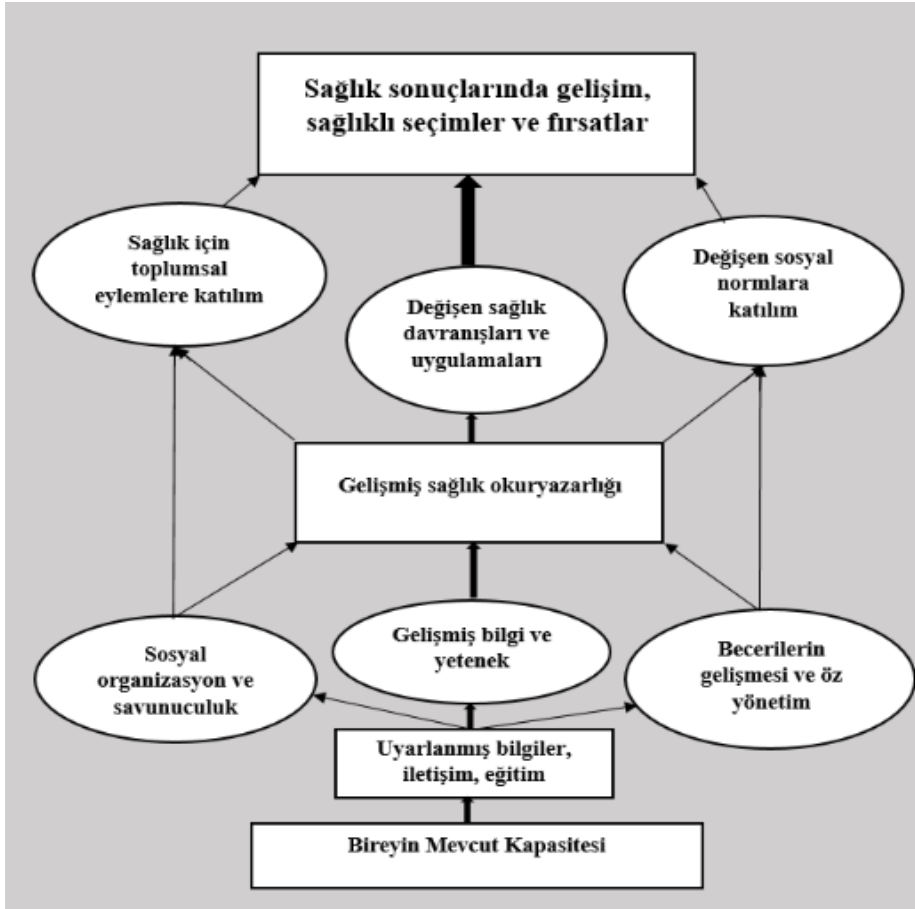 Sağlık sonuçlarında gelişim,
sağlıklı seçimler ve fırsatlar
Sağlık için
toplumsal
eylemlere katılım
Değişen sağlık
davranışları ve
uygulamaları
Değişen sosyal
normlara
katılım
Gelişmiş sağlık okuryazarlığı
Sosyal
organizasyon ve
savunuculuk
Gelişmiş bilgi ve
yetenek
Becerilerin
gelişmesi ve öz
yönetim
Uyarlanmış bilgiler,
iletişim, eğitim
Bireyin Mevcut Kapasitesi